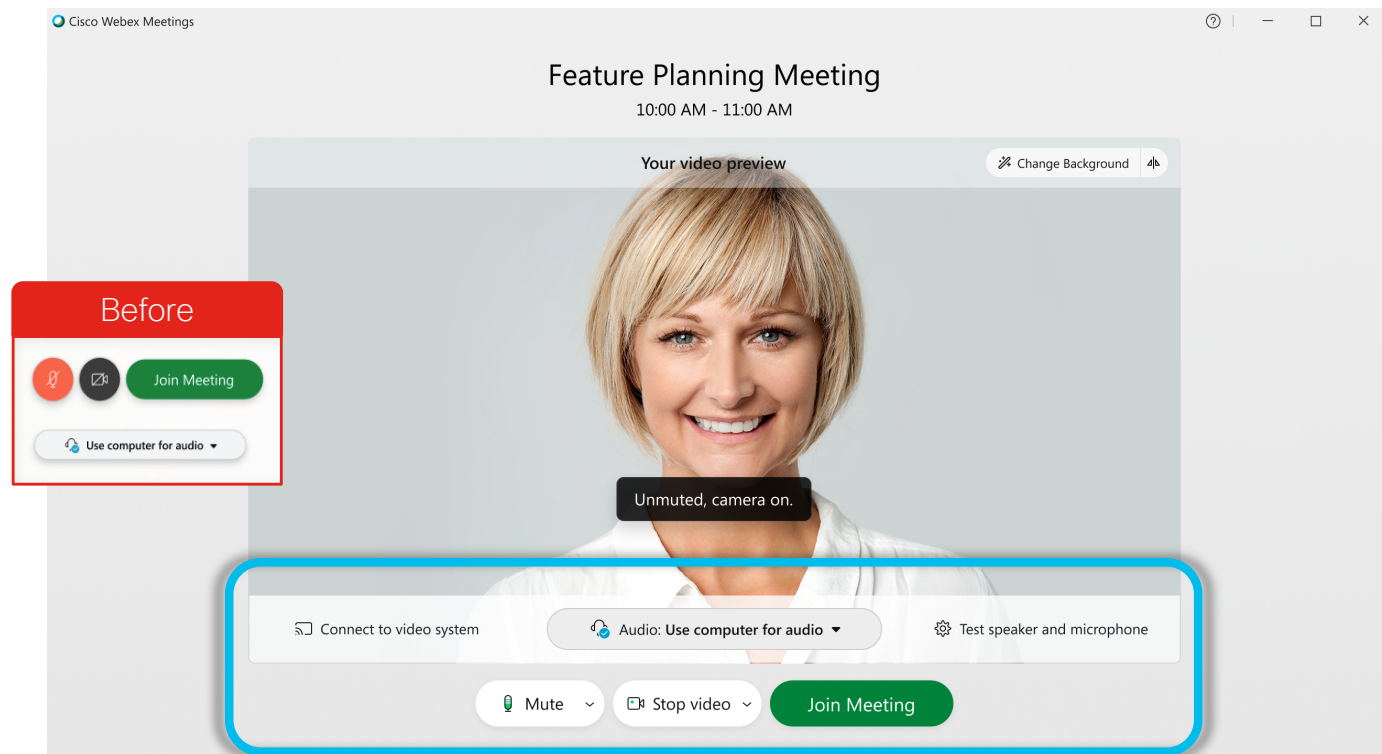 Cisco Webex Meetings
Feature Planning Meeting
10:00 AM - 11:00 AM
Your video preview
Change Background
Before
Join Meeting
Use computer for audio
Unmuted, camera on.
Connect to video system
Audio: Use computer for audio
Test speaker and microphone
Mute
Stop video
Join Meeting